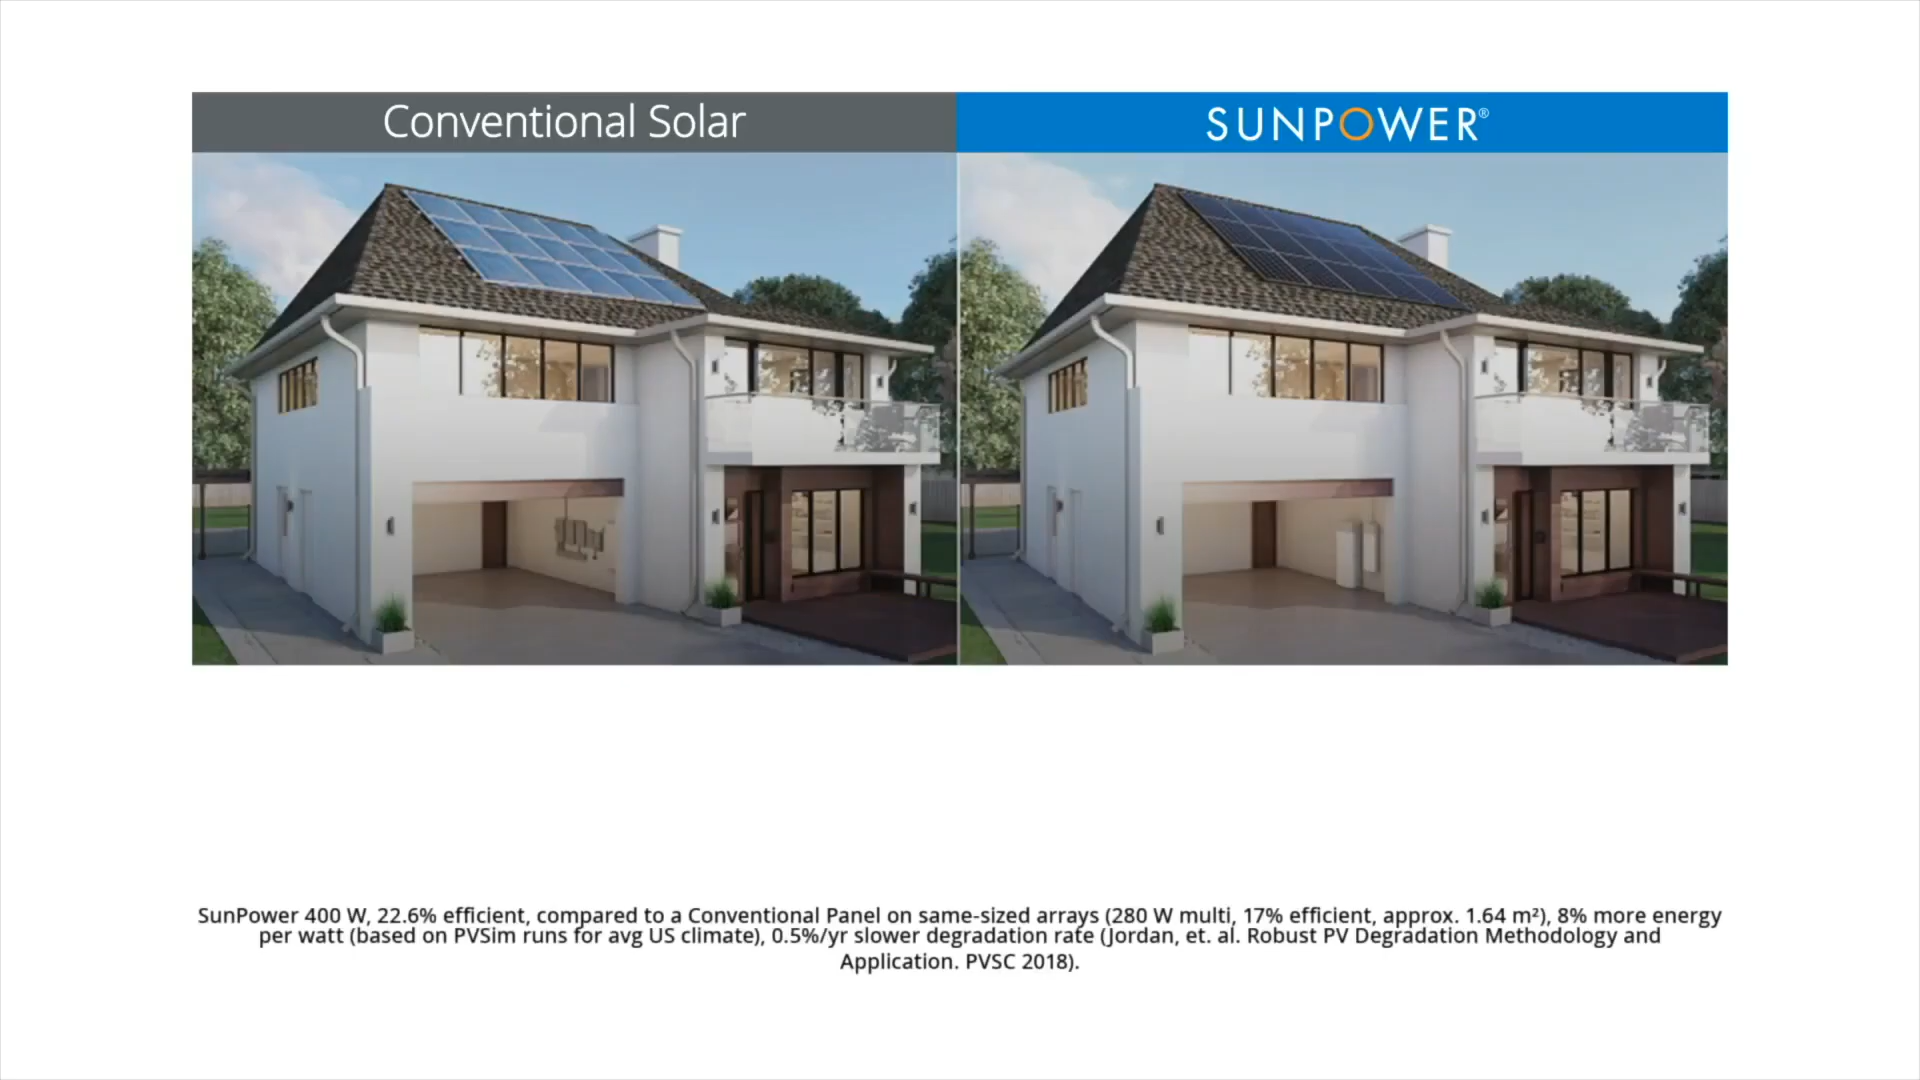 Conventional Solar
SUNPOWER®
SunPower 400 W, 22.6% efficient, compared to a Conventional Panel on same-sized arrays (280 W multi, 17% efficient, approx. 1.64 m²), 8% more energy
per watt (based on PVSim runs for avg US climate), 0.5%/yr slower degradation rate (Jordan, et. al. Robust PV Degradation Methodology and
Application. PVSC 2018).